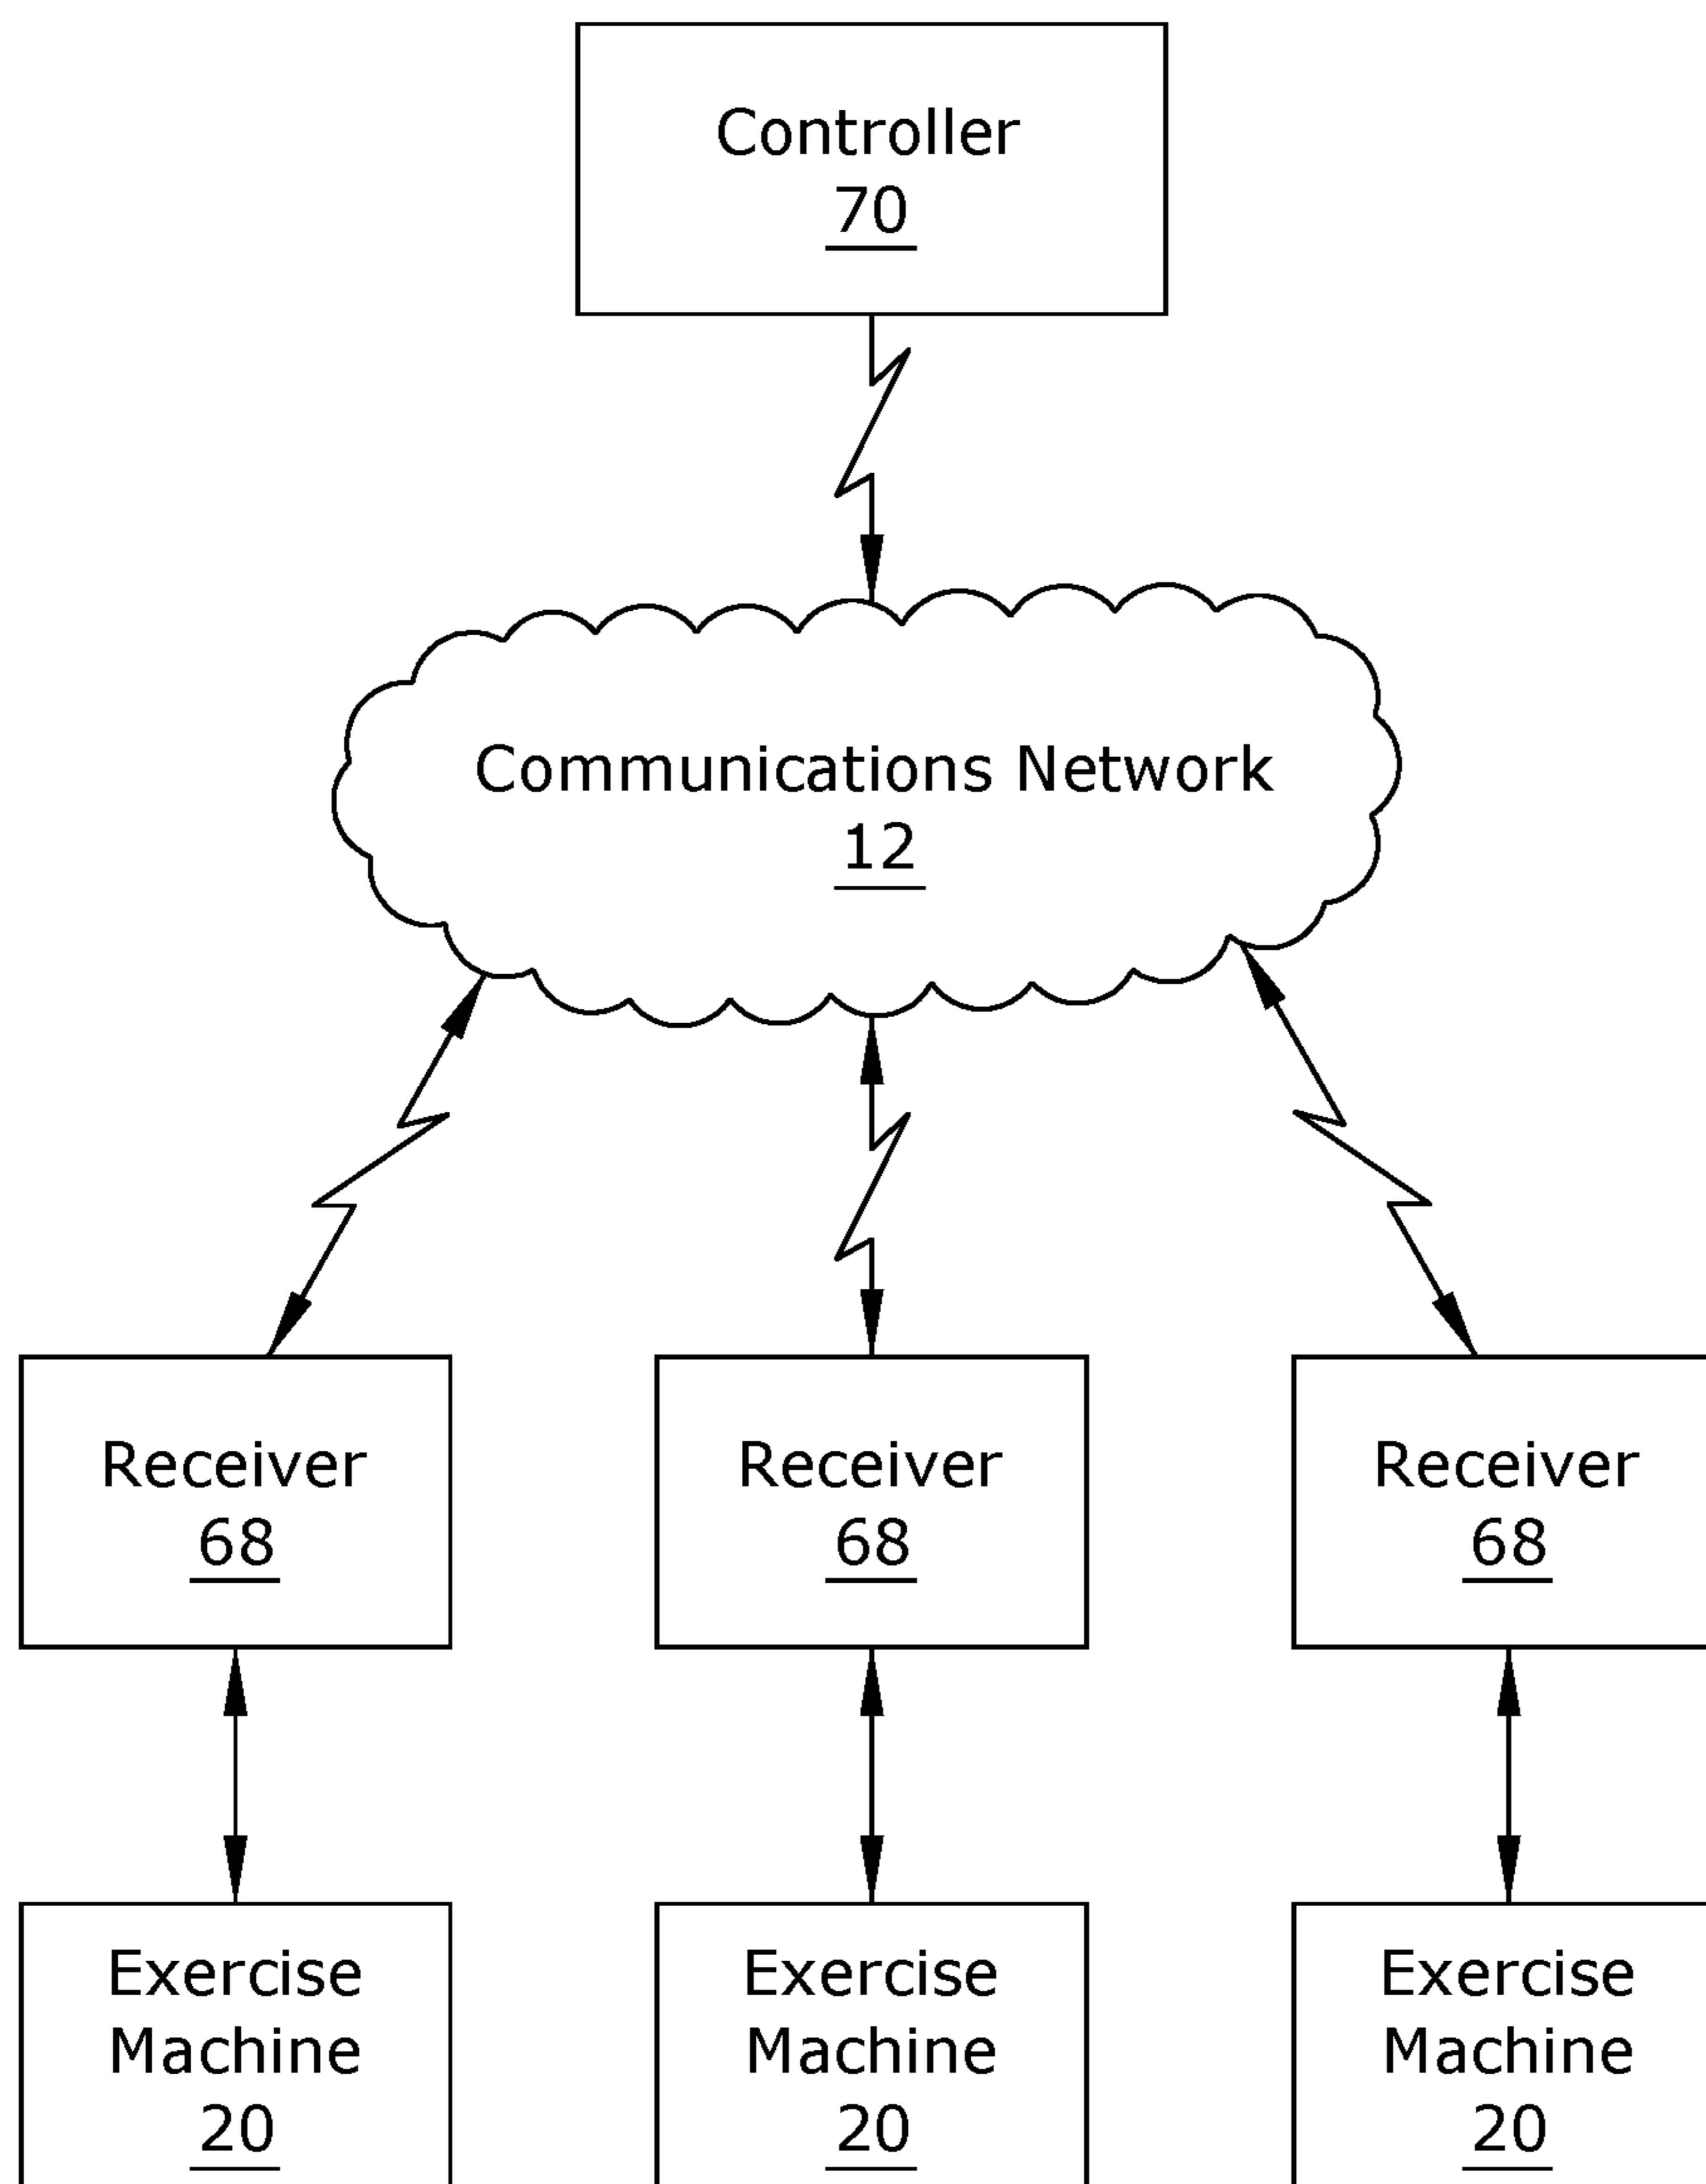 Controller
70
Communications Network
12
Receiver
68
Receiver
68
Receiver
68
Exercise
Machine
20
Exercise
Machine
20
Exercise
Machine
20